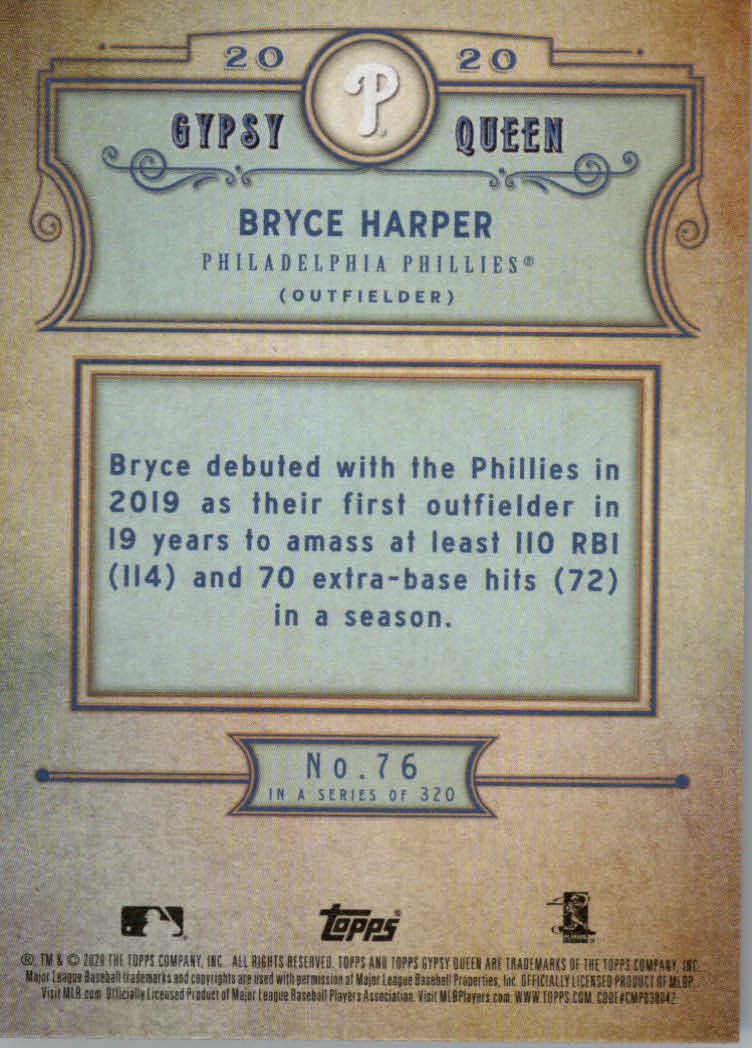 2020
GYPSY QUEEN
P
BRYCE HARPER
PHILADELPHIA PHILLIES®
(OUTFIELDER)
Bryce debuted with the Phillies in
2019 as their first outfielder in
19 years to amass at least 110 RBI
(114) and 70 extra-base hits (72)
in a season.
No.76
IN A SERIES OF 320
Topps®
®, TM & © 2020 THE TOPPS COMPANY, INC. ALL RIGHTS RESERVED. TOPPS AND TOPPS GYPSY QUEEN ARE TRADEMARKS OF THE TOPPS COMPANY, INC.
Major League Baseball trademarks and copyrights are used with permission of Major League Baseball Properties, Inc. OFFICIALLY LICENSED PRODUCT OF MLBP.
Visit MLB.com. Officially Licensed Product of Major League Baseball Players Association. Visit MLBPlayers.com. WWW.TOPPS.COM. CODE#CMP038042